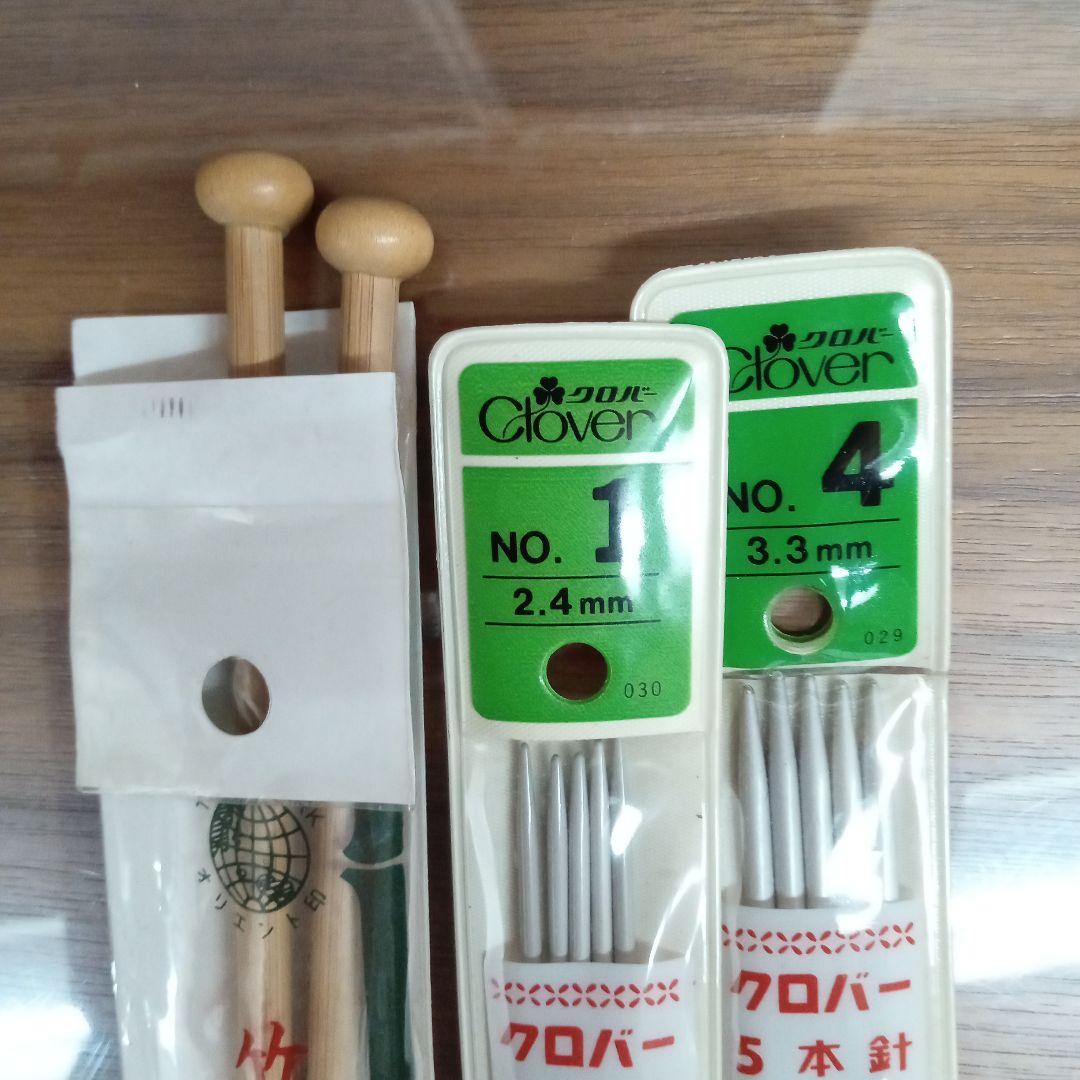 オリエント印
竹
クロバー
Clover
NO. 1
2.4mm
030
クロバー
クロバー
Clover
NO. 4
3.3mm
029
クロバー
5本針